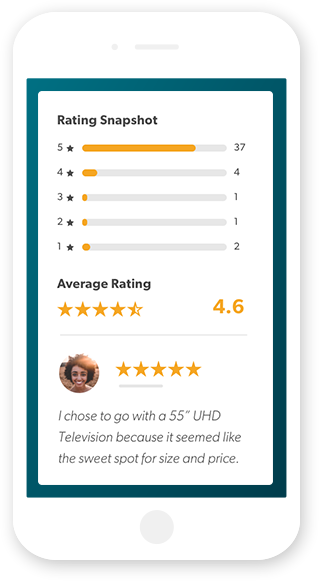 Rating Snapshot
5 ★ 37
4 ★ 4
3 ★ 1
2 ★ 1
1 ★ 2
Average Rating
4.6
I chose to go with a 55” UHD
Television because it seemed like
the sweet spot for size and price.